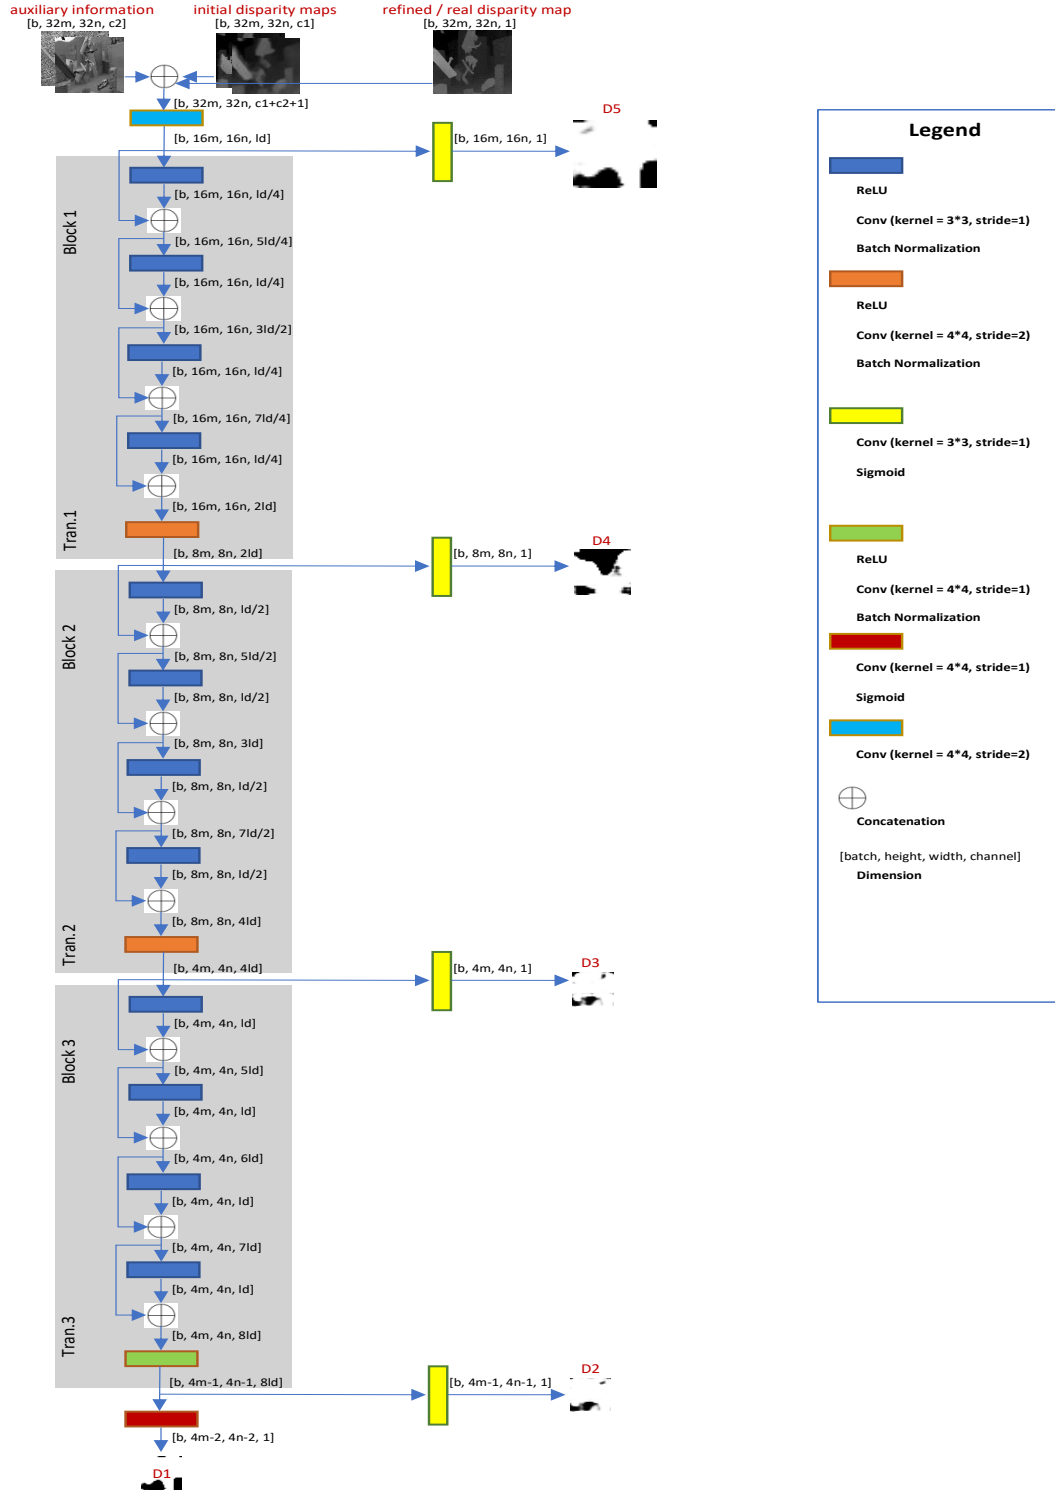 auxiliary information
[b, 32m, 32n, c2]
initial disparity maps
[b, 32m, 32n, c1]
refined / real disparity map
[b, 32m, 32n, 1]
[b, 32m, 32n, c1+c2+1]
[b, 16m, 16n, ld]
[b, 16m, 16n, 1]
D5
Block 1
[b, 16m, 16n, ld/4]
[b, 16m, 16n, 5ld/4]
[b, 16m, 16n, ld/4]
[b, 16m, 16n, 3ld/2]
[b, 16m, 16n, ld/4]
[b, 16m, 16n, 7ld/4]
[b, 16m, 16n, ld/4]
[b, 16m, 16n, 2ld]
Tran.1
[b, 8m, 8n, 2ld]
[b, 8m, 8n, 1]
D4
Block 2
[b, 8m, 8n, ld/2]
[b, 8m, 8n, 5ld/2]
[b, 8m, 8n, ld/2]
[b, 8m, 8n, 3ld]
[b, 8m, 8n, ld/2]
[b, 8m, 8n, 7ld/2]
[b, 8m, 8n, ld/2]
[b, 8m, 8n, 4ld]
Tran.2
[b, 4m, 4n, 4ld]
[b, 4m, 4n, 1]
D3
Block 3
[b, 4m, 4n, ld]
[b, 4m, 4n, 5ld]
[b, 4m, 4n, ld]
[b, 4m, 4n, 6ld]
[b, 4m, 4n, ld]
[b, 4m, 4n, 7ld]
[b, 4m, 4n, ld]
[b, 4m, 4n, 8ld]
Tran.3
[b, 4m-1, 4n-1, 8ld]
[b, 4m-1, 4n-1, 1]
D2
[b, 4m-2, 4n-2, 1]
D1
Legend
ReLU
Conv (kernel = 3*3, stride=1)
Batch Normalization
ReLU
Conv (kernel = 4*4, stride=2)
Batch Normalization
Conv (kernel = 3*3, stride=1)
Sigmoid
ReLU
Conv (kernel = 4*4, stride=1)
Batch Normalization
Conv (kernel = 4*4, stride=1)
Sigmoid
Conv (kernel = 4*4, stride=2)
Concatenation
[batch, height, width, channel]
Dimension